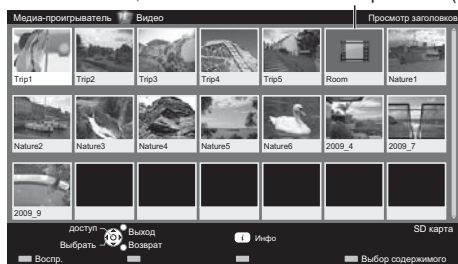 Медиа-проигрыватель Видео Просмотр заголовков
Trip1 Trip2 Trip3 Trip4 Trip5 Room Nature1
Nature2 Nature3 Nature4 Nature5 Nature6 2009_4 2009_7
2009_9
доступ Выход SD карта
i Инфо
Выбрать Возврат
Воспр. Выбор содержимого